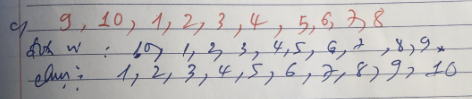 c) 9, 10, 1, 2, 3, 4, 5, 6, 7, 8
10, 1, 2, 3, 4, 5, 6, 7, 8, 9
1, 2, 3, 4, 5, 6, 7, 8, 9, 10